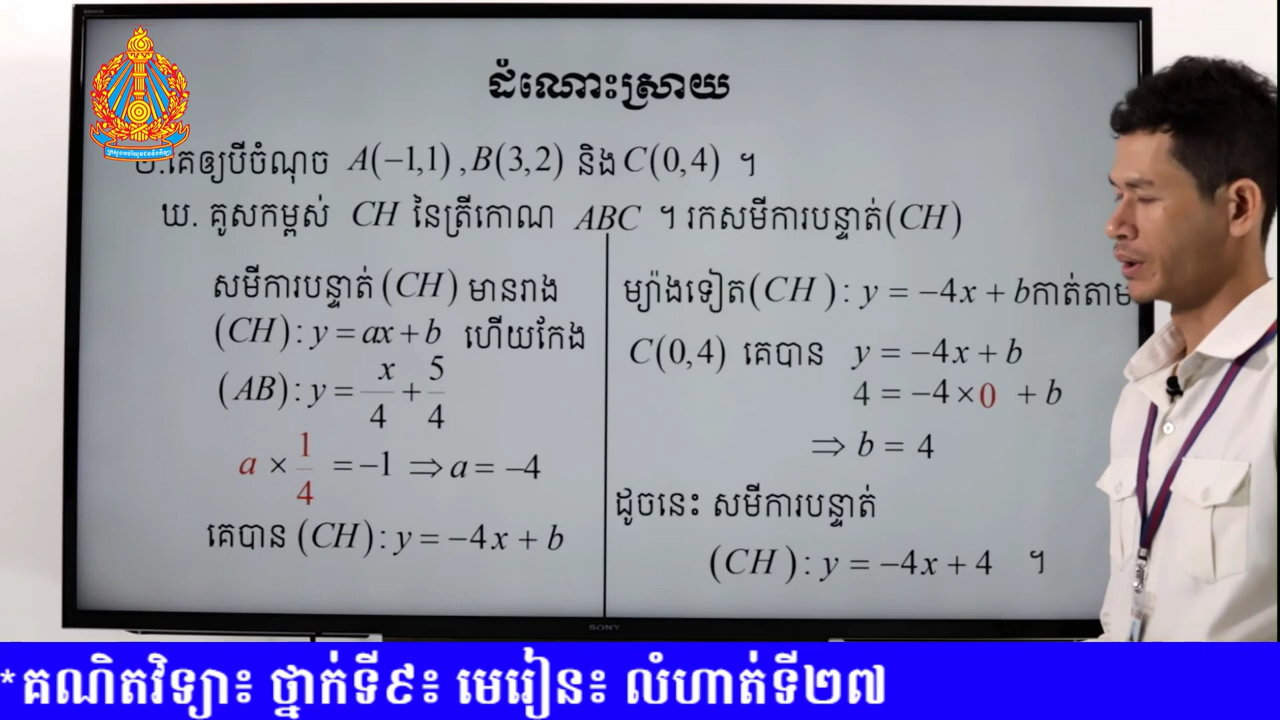 ដំណោះស្រាយ
២.គេឲ្យបីចំណុច A(−1,1) , B(3,2) និង C(0,4) ។
ឃ. គូសកម្ពស់ CH នៃត្រីកោណ ABC ។ រកសមីការបន្ទាត់(CH)
សមីការបន្ទាត់ (CH) មានរាង
(CH): y = ax + b ហើយកែង
(AB): y = x/4 + 5/4
a × 1/4 = −1 ⇒ a = −4
គេបាន (CH): y = −4x + b
ម្យ៉ាងទៀត(CH): y = −4x + b កាត់តាម
C(0,4) គេបាន y = −4x + b
4 = −4 × 0 + b
⇒ b = 4
ដូចនេះ សមីការបន្ទាត់
(CH): y = −4x + 4 ។
SONY
*គណិតវិទ្យា៖ ថ្នាក់ទី៩៖ មេរៀន៖ លំហាត់ទី២៧